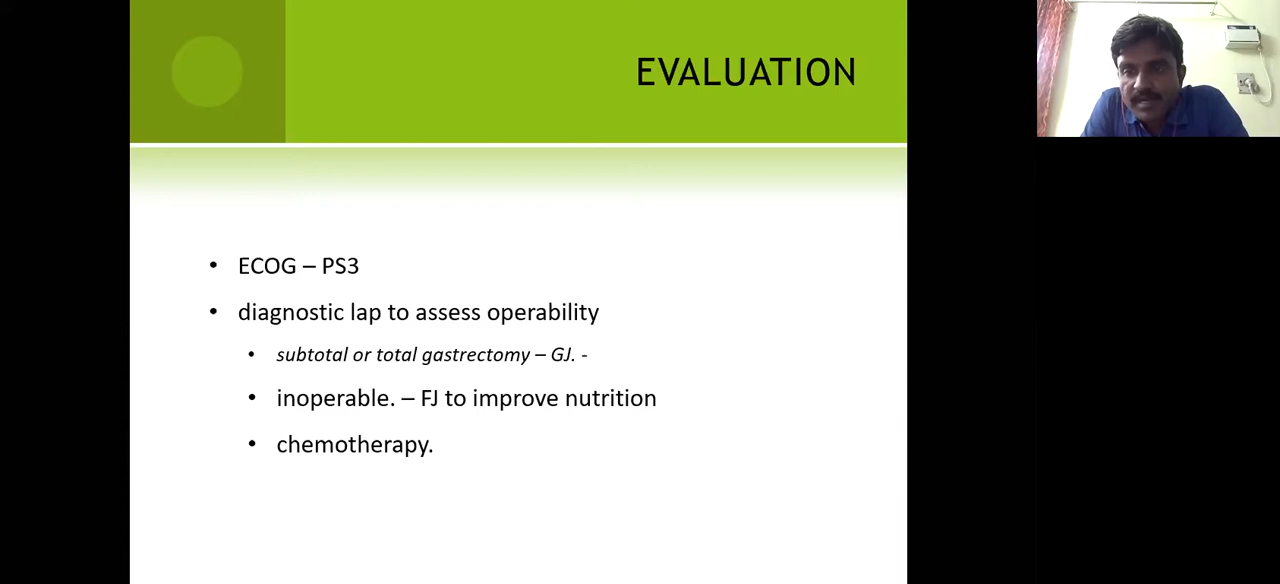 EVALUATION
• ECOG – PS3
• diagnostic lap to assess operability
• subtotal or total gastrectomy – GJ. -
• inoperable. – FJ to improve nutrition
• chemotherapy.